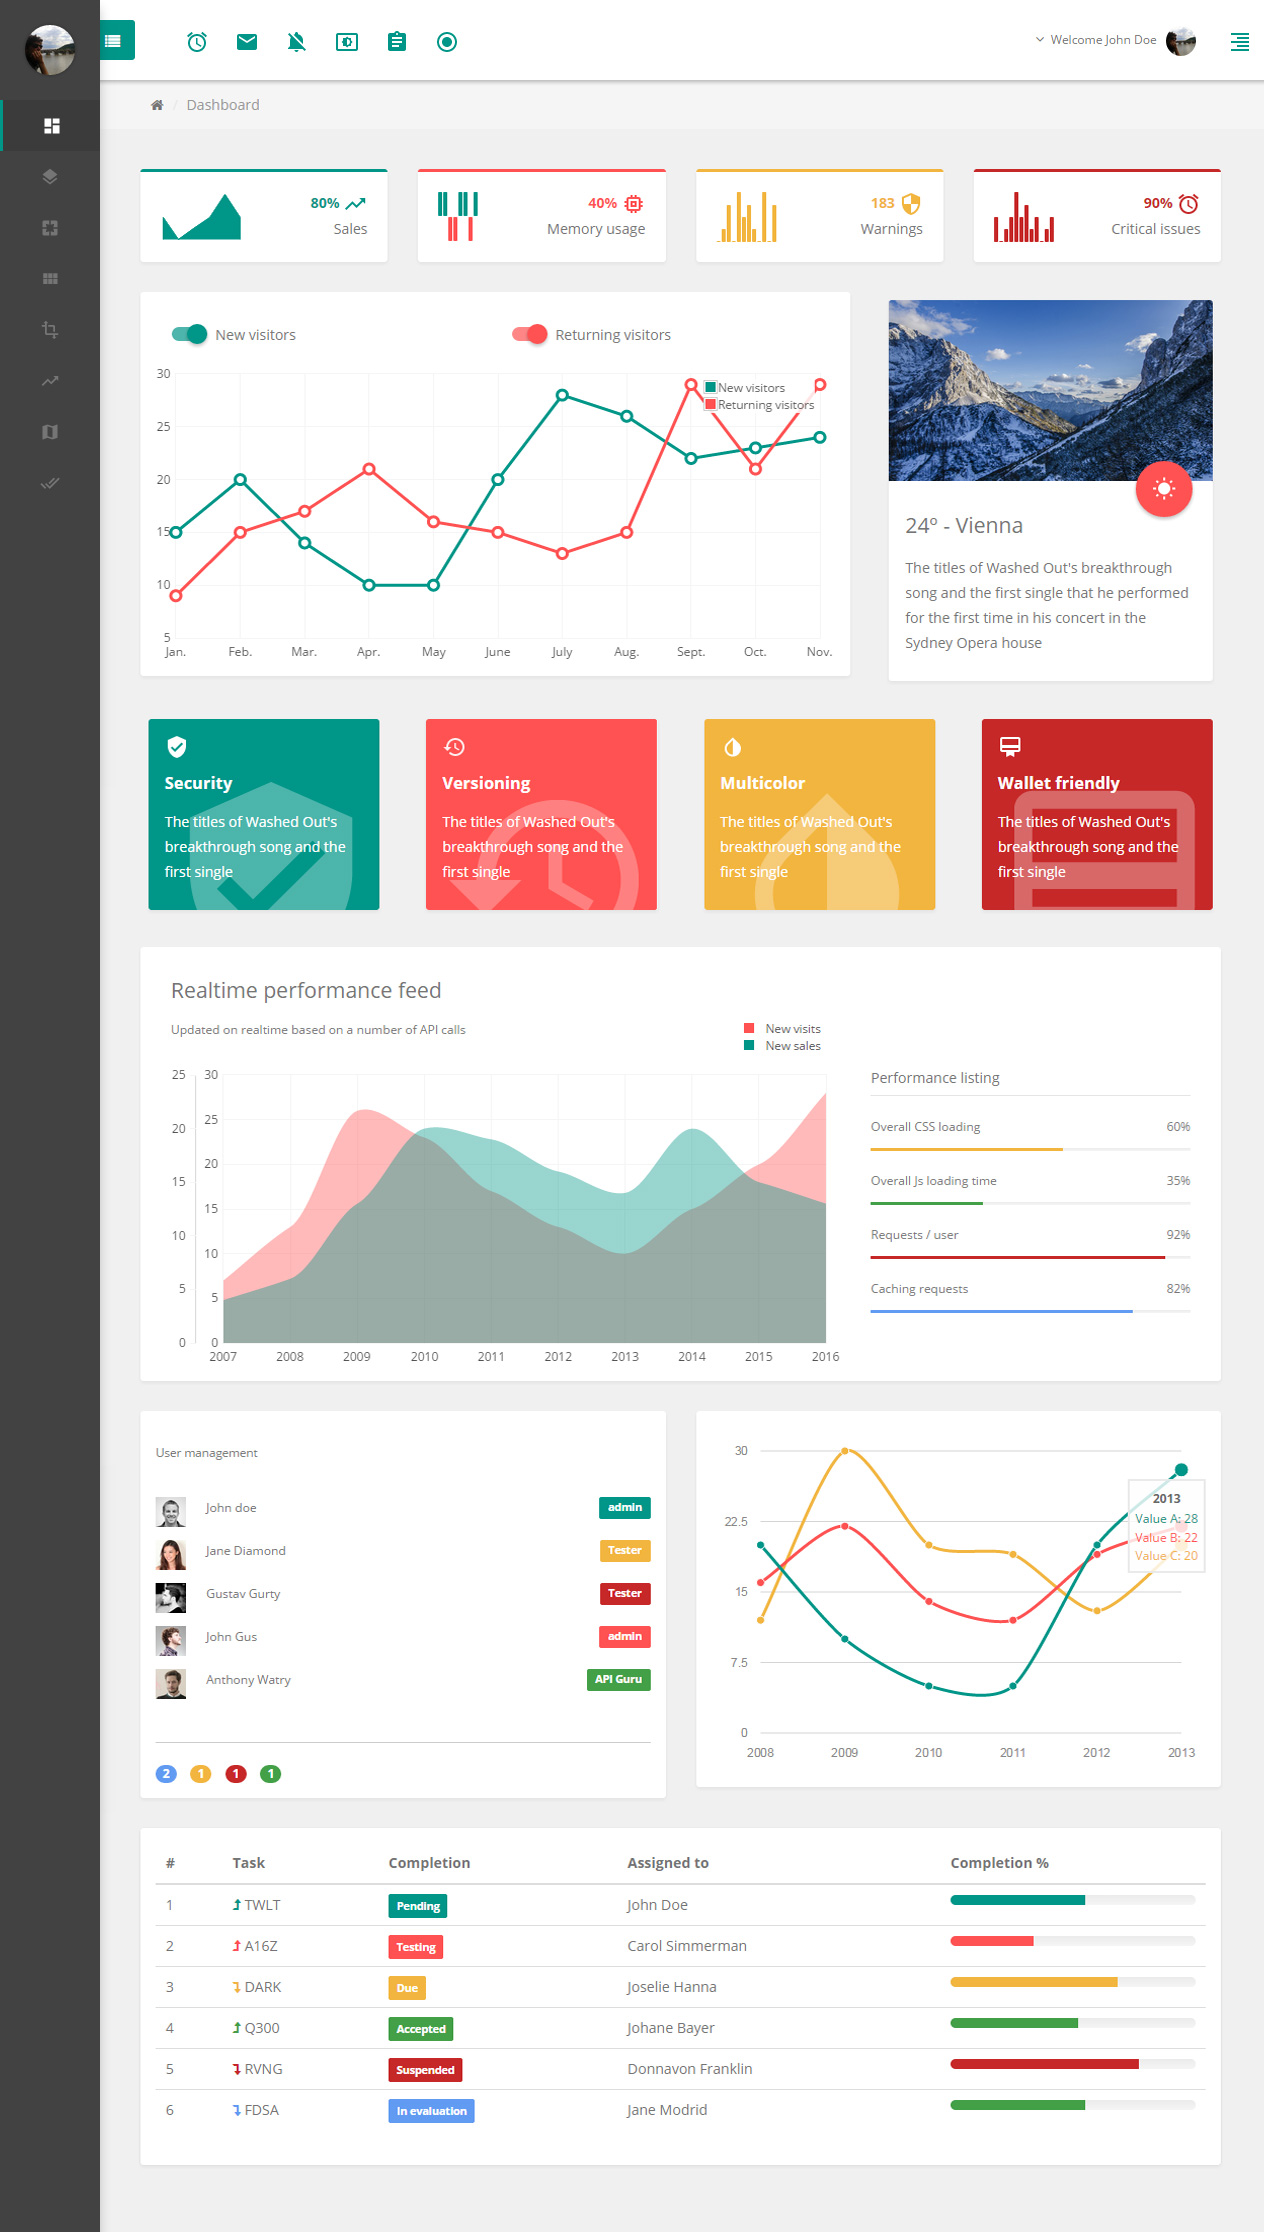 Welcome John Doe
/ Dashboard
80%
Sales
40%
Memory usage
183
Warnings
90%
Critical issues
New visitors
Returning visitors
New visitors
Returning visitors
30
25
20
15
10
5
Jan. Feb. Mar. Apr. May June July Aug. Sept. Oct. Nov.
24º - Vienna
The titles of Washed Out's breakthrough
song and the first single that he performed
for the first time in his concert in the
Sydney Opera house
Security
The titles of Washed Out's
breakthrough song and the
first single
Versioning
The titles of Washed Out's
breakthrough song and the
first single
Multicolor
The titles of Washed Out's
breakthrough song and the
first single
Wallet friendly
The titles of Washed Out's
breakthrough song and the
first single
Realtime performance feed
Updated on realtime based on a number of API calls
New visits
New sales
25
20
15
10
5
0
30
25
20
15
10
5
0
2007 2008 2009 2010 2011 2012 2013 2014 2015 2016
Performance listing
Overall CSS loading 60%
Overall Js loading time 35%
Requests / user 92%
Caching requests 82%
User management
John doe admin
Jane Diamond Tester
Gustav Gurty Tester
John Gus admin
Anthony Watry API Guru
2 1 1 1
30
22.5
15
7.5
0
2013
Value A: 28
Value B: 22
Value C: 20
2008 2009 2010 2011 2012 2013
# Task Completion Assigned to Completion %
1 TWLT Pending John Doe
2 A16Z Testing Carol Simmerman
3 DARK Due Joselie Hanna
4 Q300 Accepted Johane Bayer
5 RVNG Suspended Donnavon Franklin
6 FDSA In evaluation Jane Modrid